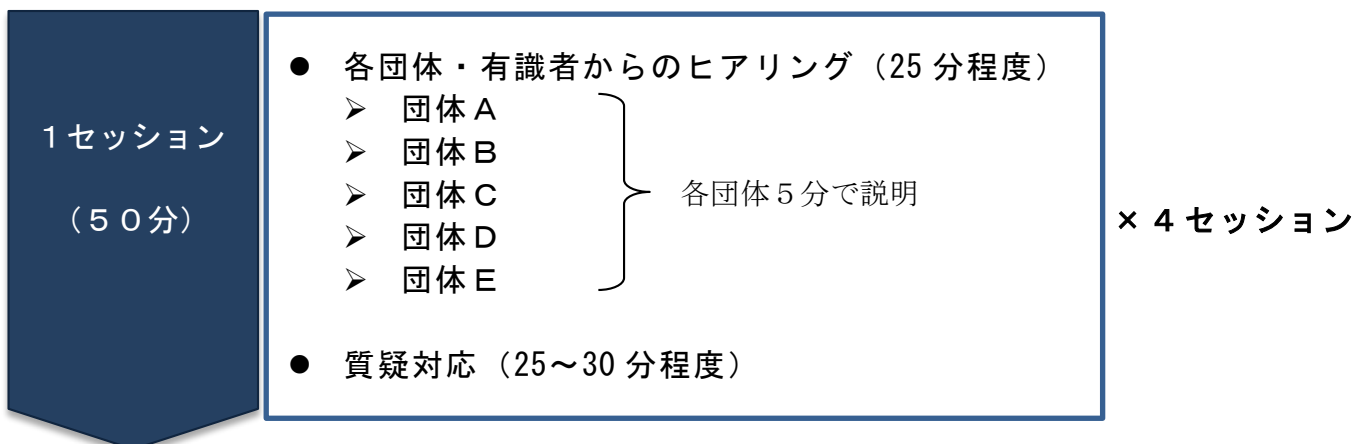 １セッション
（５０分）
● 各団体・有識者からのヒアリング（25 分程度）
➢ 団体Ａ
➢ 団体Ｂ
➢ 団体Ｃ
➢ 団体Ｄ
➢ 団体Ｅ
各団体５分で説明
● 質疑対応（25～30 分程度）
×４セッション